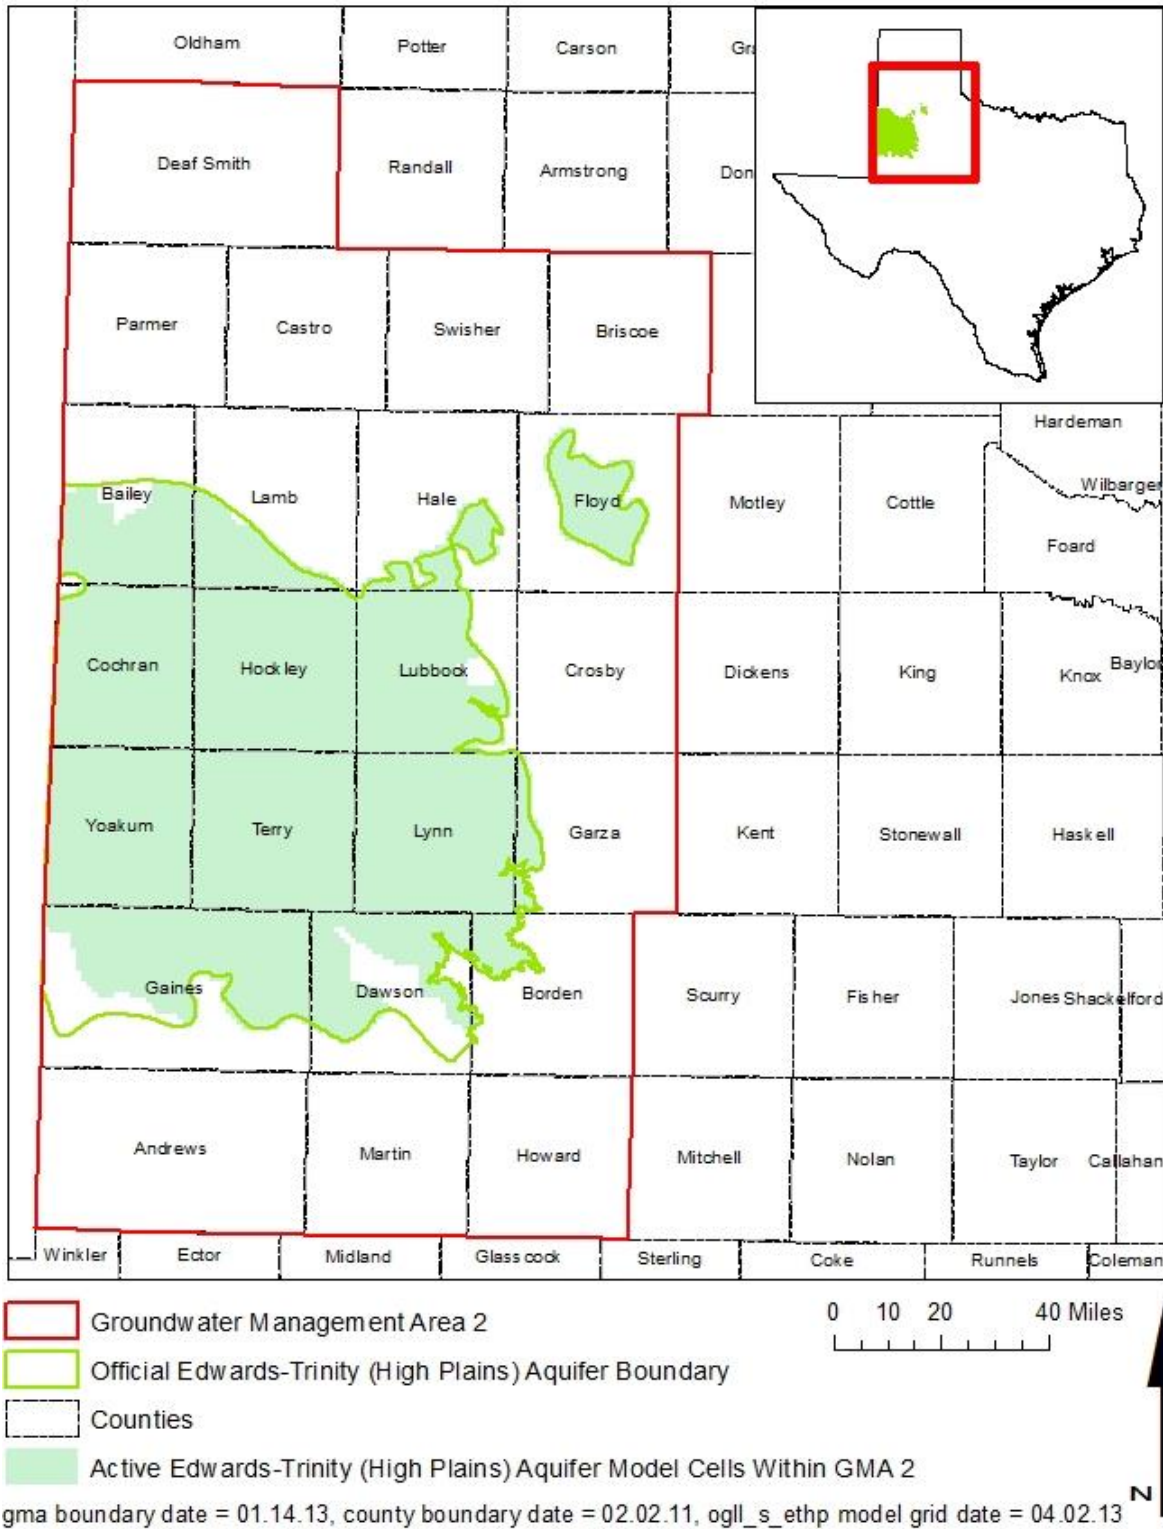 Oldham Potter Carson Gra
Deaf Smith Randall Armstrong Don
Parmer Castro Swisher Briscoe
Hardeman
Bailey Lamb Hale Floyd Motley Cottle Wilbarger
Foard
Cochran Hockley Lubbock Crosby Dickens King Knox Baylor
Yoakum Terry Lynn Garza Kent Stonewall Haskell
Gaines Dawson Borden Scurry Fisher Jones Shackelford
Andrews Martin Howard Mitchell Nolan Taylor Callahan
Winkler Ector Midland Glasscock Sterling Coke Runnels Coleman
0 10 20 40 Miles
Groundwater Management Area 2
Official Edwards-Trinity (High Plains) Aquifer Boundary
Counties
Active Edwards-Trinity (High Plains) Aquifer Model Cells Within GMA 2
N
gma boundary date = 01.14.13, county boundary date = 02.02.11, ogll_s_ethp model grid date = 04.02.13